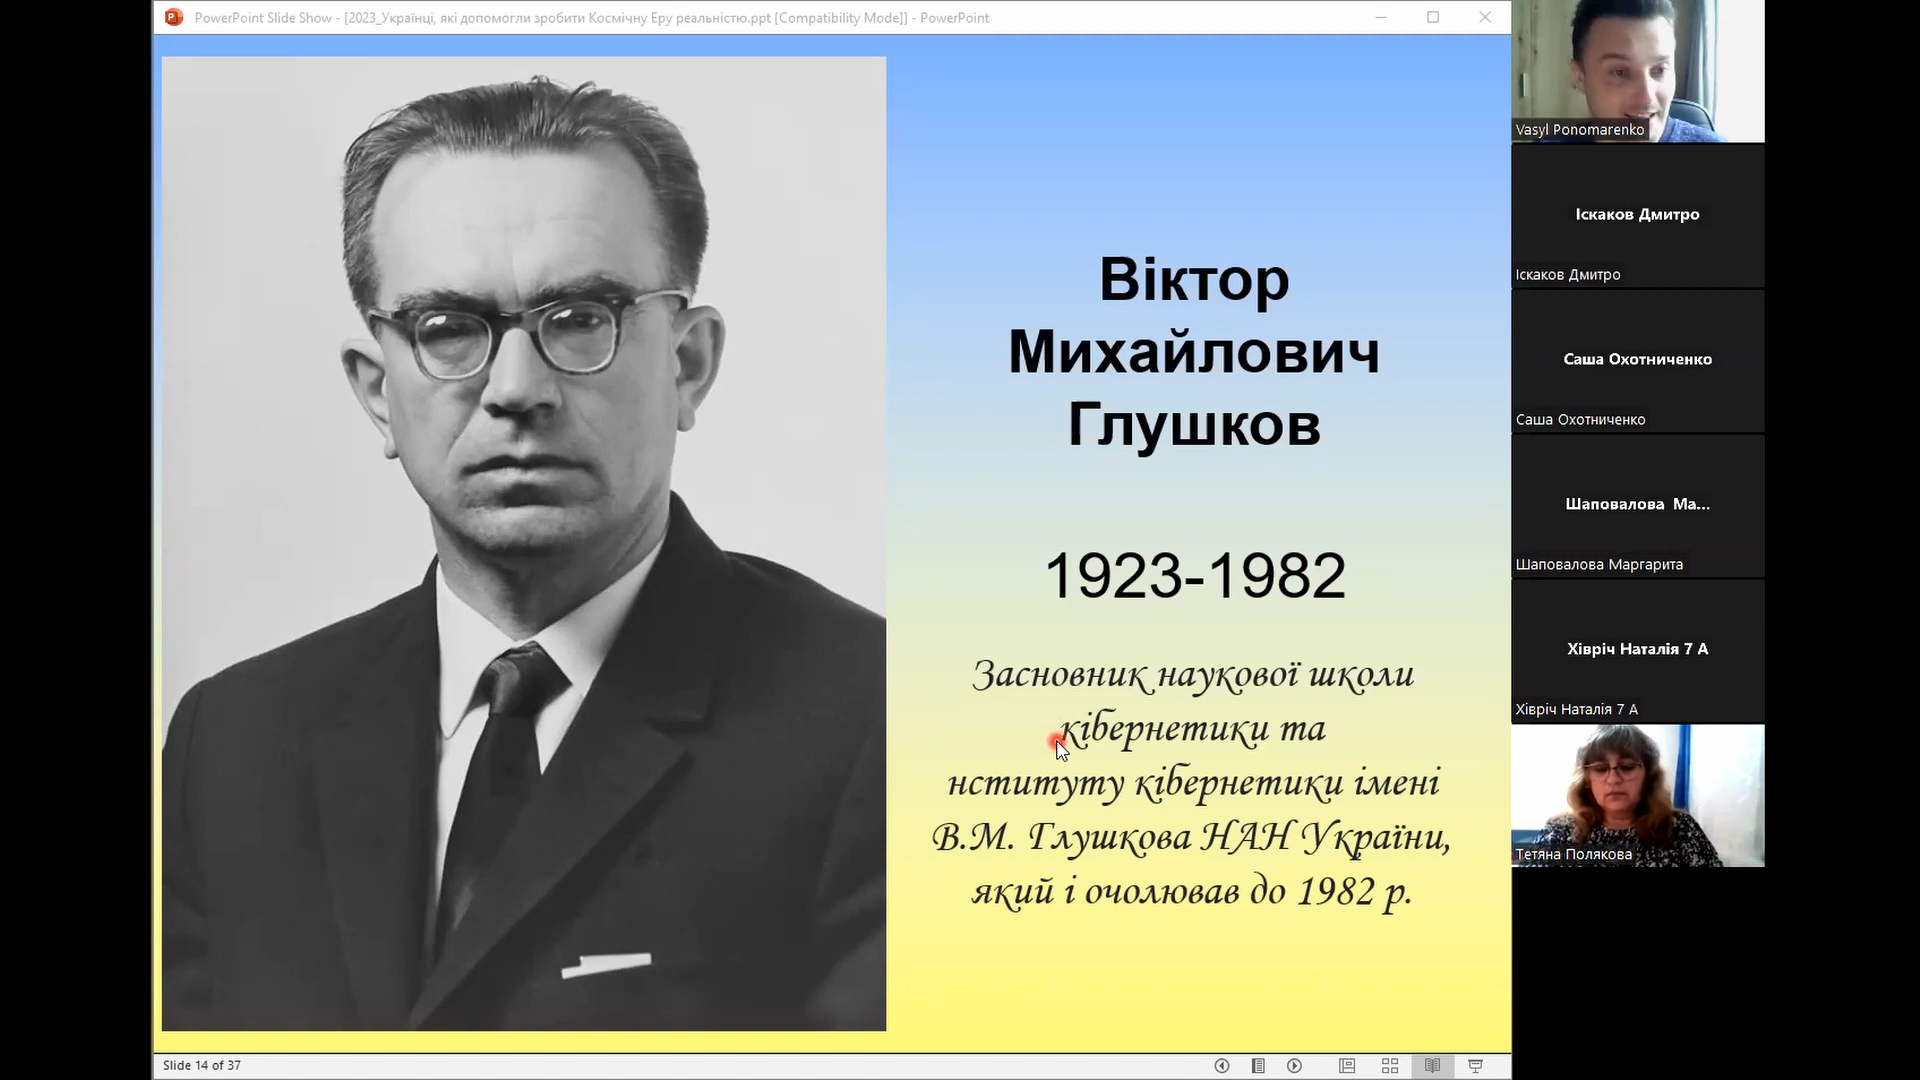 PowerPoint Slide Show - [2023_Українці, які допомогли зробити Космічну Еру реальністю.ppt [Compatibility Mode]] - PowerPoint
Віктор
Михайлович
Глушков
1923-1982
Засновник наукової школи
кібернетики та
нституту кібернетики імені
В.М. Глушкова НАН України,
який і очолював до 1982 р.
Slide 14 of 37
Vasyl Ponomarenko
Іскаков Дмитро
Іскаков Дмитро
Саша Охотниченко
Саша Охотниченко
Шаповалова Ма...
Шаповалова Маргарита
Хівріч Наталія 7 А
Хівріч Наталія 7 А
Тетяна Полякова